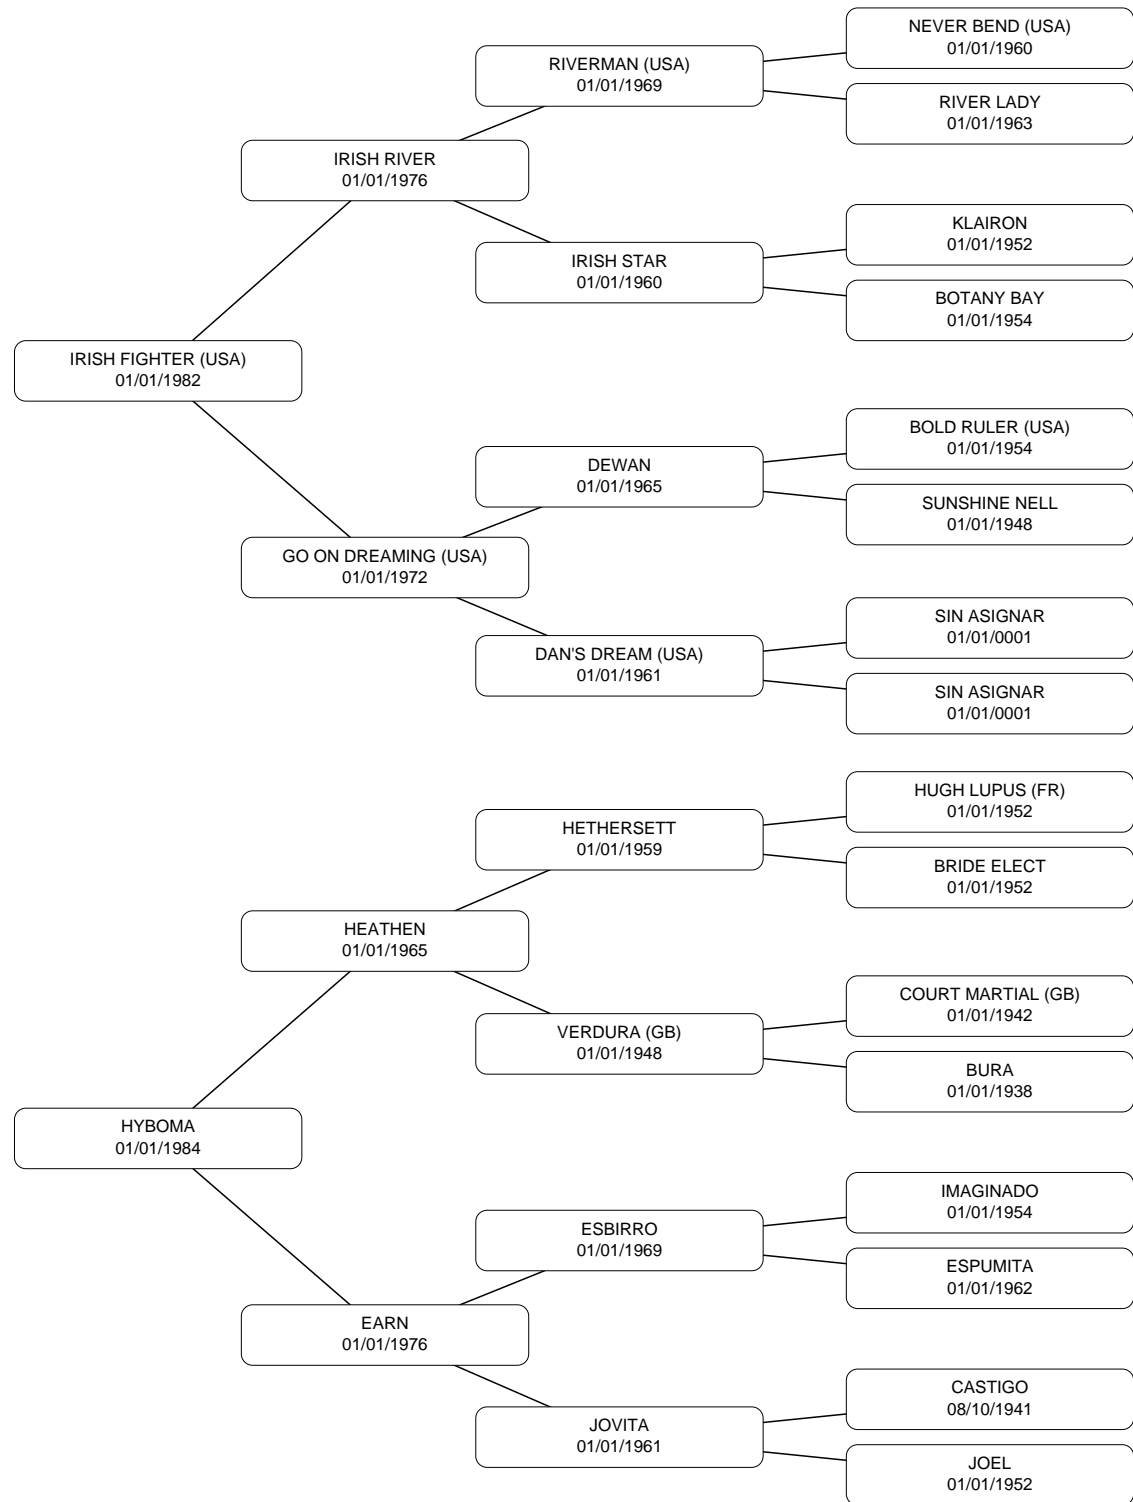 NEVER BEND (USA)
01/01/1960
RIVERMAN (USA)
01/01/1969
RIVER LADY
01/01/1963
IRISH RIVER
01/01/1976
KLAIRON
01/01/1952
IRISH STAR
01/01/1960
BOTANY BAY
01/01/1954
IRISH FIGHTER (USA)
01/01/1982
BOLD RULER (USA)
01/01/1954
DEWAN
01/01/1965
SUNSHINE NELL
01/01/1948
GO ON DREAMING (USA)
01/01/1972
SIN ASIGNAR
01/01/0001
DAN'S DREAM (USA)
01/01/1961
SIN ASIGNAR
01/01/0001
HUGH LUPUS (FR)
01/01/1952
HETHERSETT
01/01/1959
BRIDE ELECT
01/01/1952
HEATHEN
01/01/1965
COURT MARTIAL (GB)
01/01/1942
VERDURA (GB)
01/01/1948
BURA
01/01/1938
HYBOMA
01/01/1984
IMAGINADO
01/01/1954
ESBIRRO
01/01/1969
ESPUMITA
01/01/1962
EARN
01/01/1976
CASTIGO
08/10/1941
JOVITA
01/01/1961
JOEL
01/01/1952